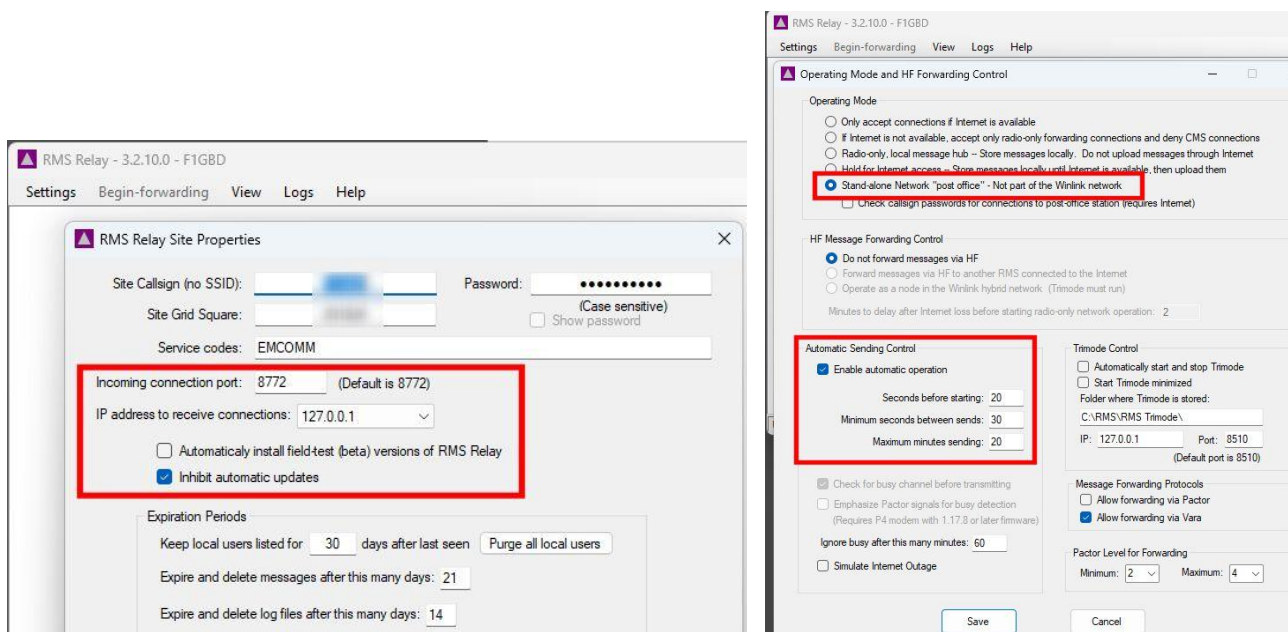 RMS Relay - 3.2.10.0 - F1GBD
Settings Begin-forwarding View Logs Help
RMS Relay Site Properties
Site Callsign (no SSID):
Password: ●●●●●●●●●●
(Case sensitive)
Site Grid Square:
Show password
Service codes: EMCOMM
Incoming connection port: 8772 (Default is 8772)
IP address to receive connections: 127.0.0.1
Automaticaly install field-test (beta) versions of RMS Relay
Inhibit automatic updates
Expiration Periods
Keep local users listed for 30 days after last seen Purge all local users
Expire and delete messages after this many days: 21
Expire and delete log files after this many days: 14
RMS Relay - 3.2.10.0 - F1GBD
Settings Begin-forwarding View Logs Help
Operating Mode and HF Forwarding Control
Operating Mode
Only accept connections if Internet is available
If Internet is not available, accept only radio-only forwarding connections and deny CMS connections
Radio-only, local message hub -- Store messages locally. Do not upload messages through Internet
Hold for Internet access -- Store messages locally until Internet is available, then upload them
Stand-alone Network "post office" - Not part of the Winlink network
Check callsign passwords for connections to post-office station (requires Internet)
HF Message Forwarding Control
Do not forward messages via HF
Forward messages via HF to another RMS connected to the Internet
Operate as a node in the Winlink hybrid network (Trimode must run)
Minutes to delay after Internet loss before starting radio-only network operation: 2
Automatic Sending Control
Enable automatic operation
Seconds before starting: 20
Minimum seconds between sends: 30
Maximum minutes sending: 20
Check for busy channel before transmitting
Emphasize Pactor signals for busy detection
(Requires P4 modem with 1.17.8 or later firmware)
Ignore busy after this many minutes: 60
Simulate Internet Outage
Trimode Control
Automatically start and stop Trimode
Start Trimode minimized
Folder where Trimode is stored:
C:\RMS\RMS Trimode\
IP: 127.0.0.1 Port: 8510
(Default port is 8510)
Message Forwarding Protocols
Allow forwarding via Pactor
Allow forwarding via Vara
Pactor Level for Forwarding
Minimum: 2 Maximum: 4
Save Cancel